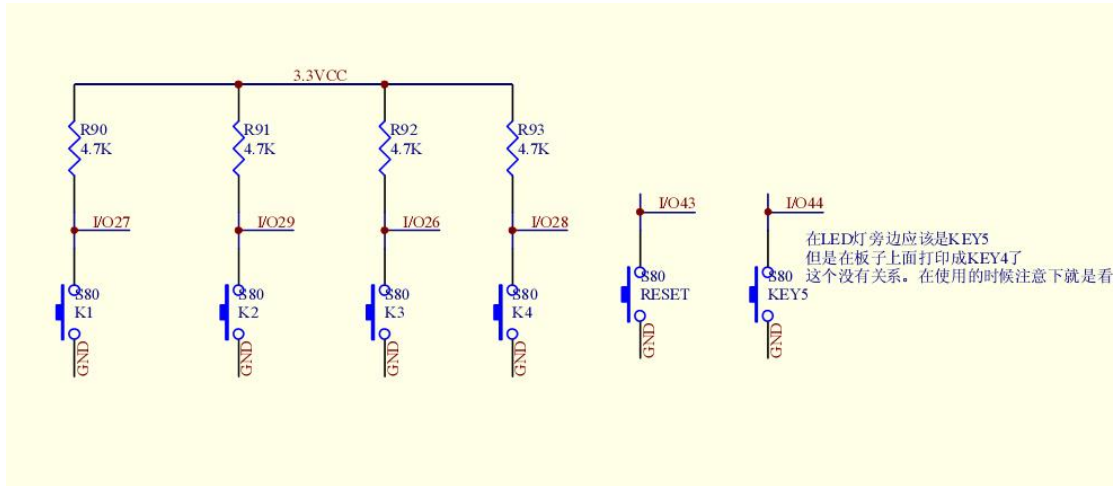 3.3VCC
R90
4.7K
R91
4.7K
R92
4.7K
R93
4.7K
I/O27
I/O29
I/O26
I/O28
I/O43
I/O44
在LED灯旁边应该是KEY5
但是在板子上面打印成KEY4了
这个没有关系。在使用的时候注意下就是看
S80
K1
S80
K2
S80
K3
S80
K4
S80
RESET
S80
KEY5
GND
GND
GND
GND
GND
GND